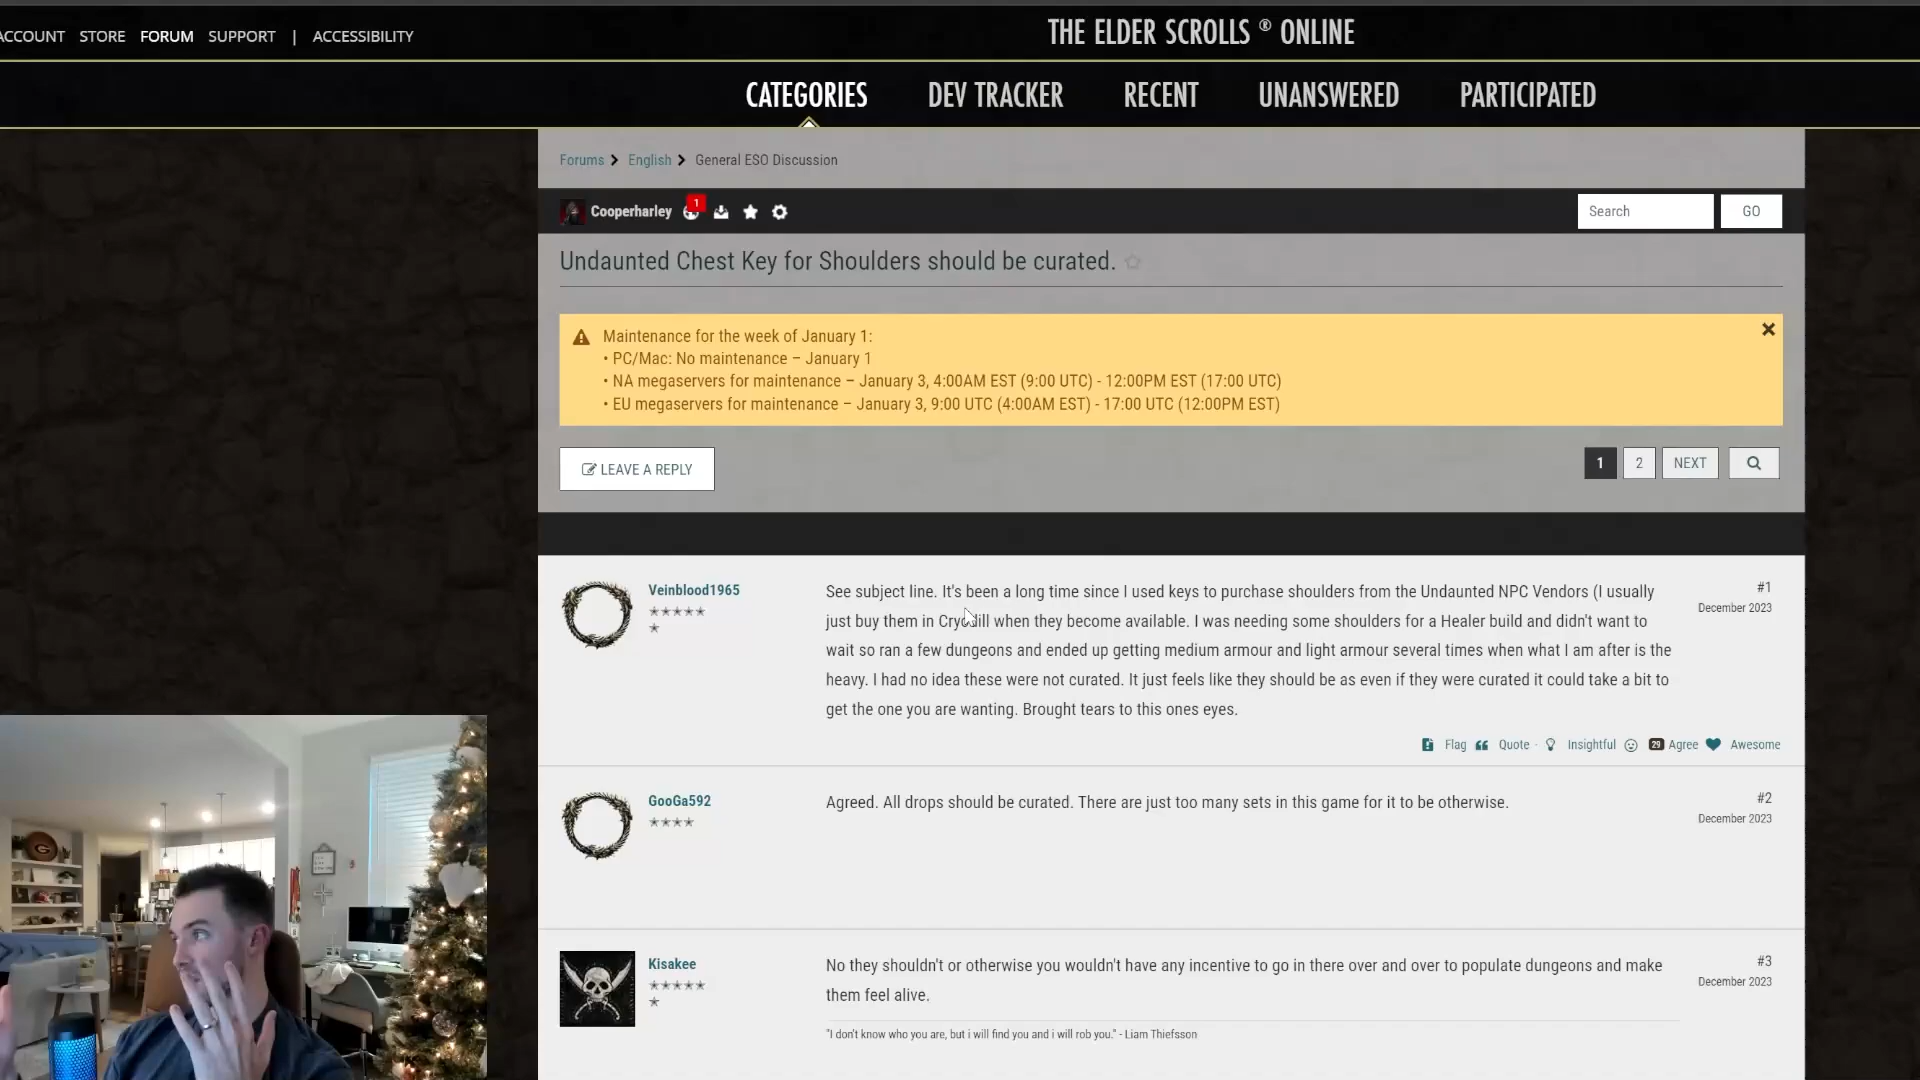 ACCOUNT STORE FORUM SUPPORT | ACCESSIBILITY
THE ELDER SCROLLS ® ONLINE
CATEGORIES DEV TRACKER RECENT UNANSWERED PARTICIPATED
Forums > English > General ESO Discussion
Cooperharley 1
Search GO
Undaunted Chest Key for Shoulders should be curated.
Maintenance for the week of January 1:
• PC/Mac: No maintenance – January 1
• NA megaservers for maintenance – January 3, 4:00AM EST (9:00 UTC) - 12:00PM EST (17:00 UTC)
• EU megaservers for maintenance – January 3, 9:00 UTC (4:00AM EST) - 17:00 UTC (12:00PM EST)
LEAVE A REPLY
1 2 NEXT
Veinblood1965
#1
December 2023
See subject line. It's been a long time since I used keys to purchase shoulders from the Undaunted NPC Vendors (I usually
just buy them in Cryckill when they become available. I was needing some shoulders for a Healer build and didn't want to
wait so ran a few dungeons and ended up getting medium armour and light armour several times when what I am after is the
heavy. I had no idea these were not curated. It just feels like they should be as even if they were curated it could take a bit to
get the one you are wanting. Brought tears to this ones eyes.
Flag Quote · Insightful 29 Agree Awesome
GooGa592
#2
December 2023
Agreed. All drops should be curated. There are just too many sets in this game for it to be otherwise.
Kisakee
#3
December 2023
No they shouldn't or otherwise you wouldn't have any incentive to go in there over and over to populate dungeons and make
them feel alive.
"I don't know who you are, but i will find you and i will rob you." - Liam Thiefsson